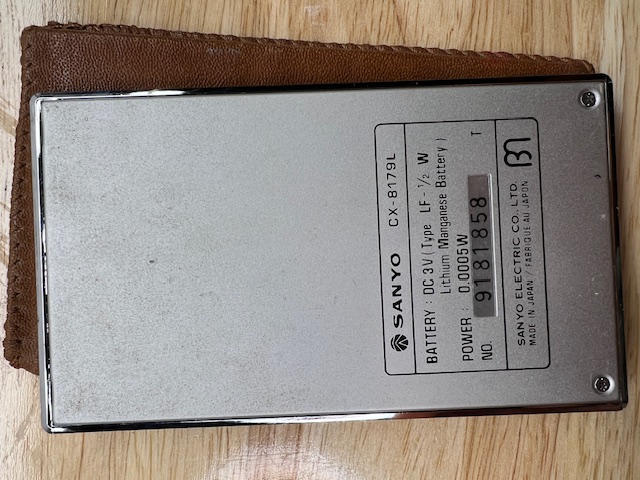 SANYO CX-8179L
BATTERY : DC 3V (Type LF-1/2 W
Lithium Manganese Battery)
POWER : 0.0005W T
NO. 9181858
SANYO ELECTRIC CO. LTD.
MADE IN JAPAN / FABRIQUE AU JAPON